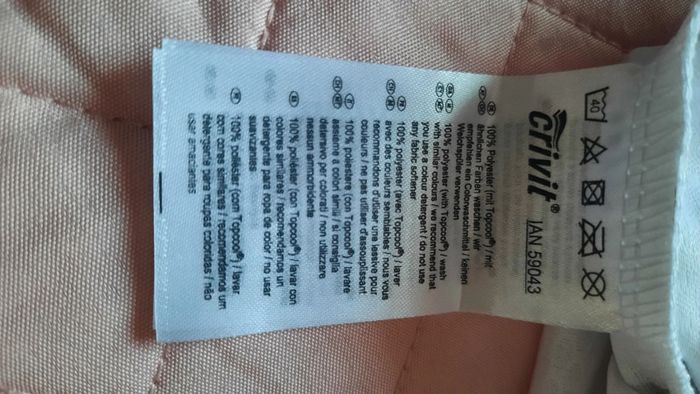 40
crivit®
IAN 59043
100% Polyester (mit Topcool®) / mit
ähnlichen Farben waschen / wir
empfehlen ein Colorwaschmittel / keinen
Weichspüler verwenden
100% polyester (with Topcool®) / wash
with similar colours / we recommend that
you use a colour detergent / do not use
any fabric softener
100% polyester (avec Topcool®) / laver
avec des couleurs semblables / nous vous
recommandons d'utiliser une lessive pour
couleurs / ne pas utiliser d'assouplissant
100% poliestere (con Topcool®) / lavare
assieme a colori simili / si consiglia
detersivo per colorati / non utilizzare
nessun ammorbidente
100% poliéster (con Topcool®) / lavar con
colores similares / recomendamos un
detergente para ropa de color / no usar
suavizantes
100% poliéster (com Topcool®) / lavar
com cores similares / recomendamos um
detergente para roupas coloridas / não
usar amaciantes